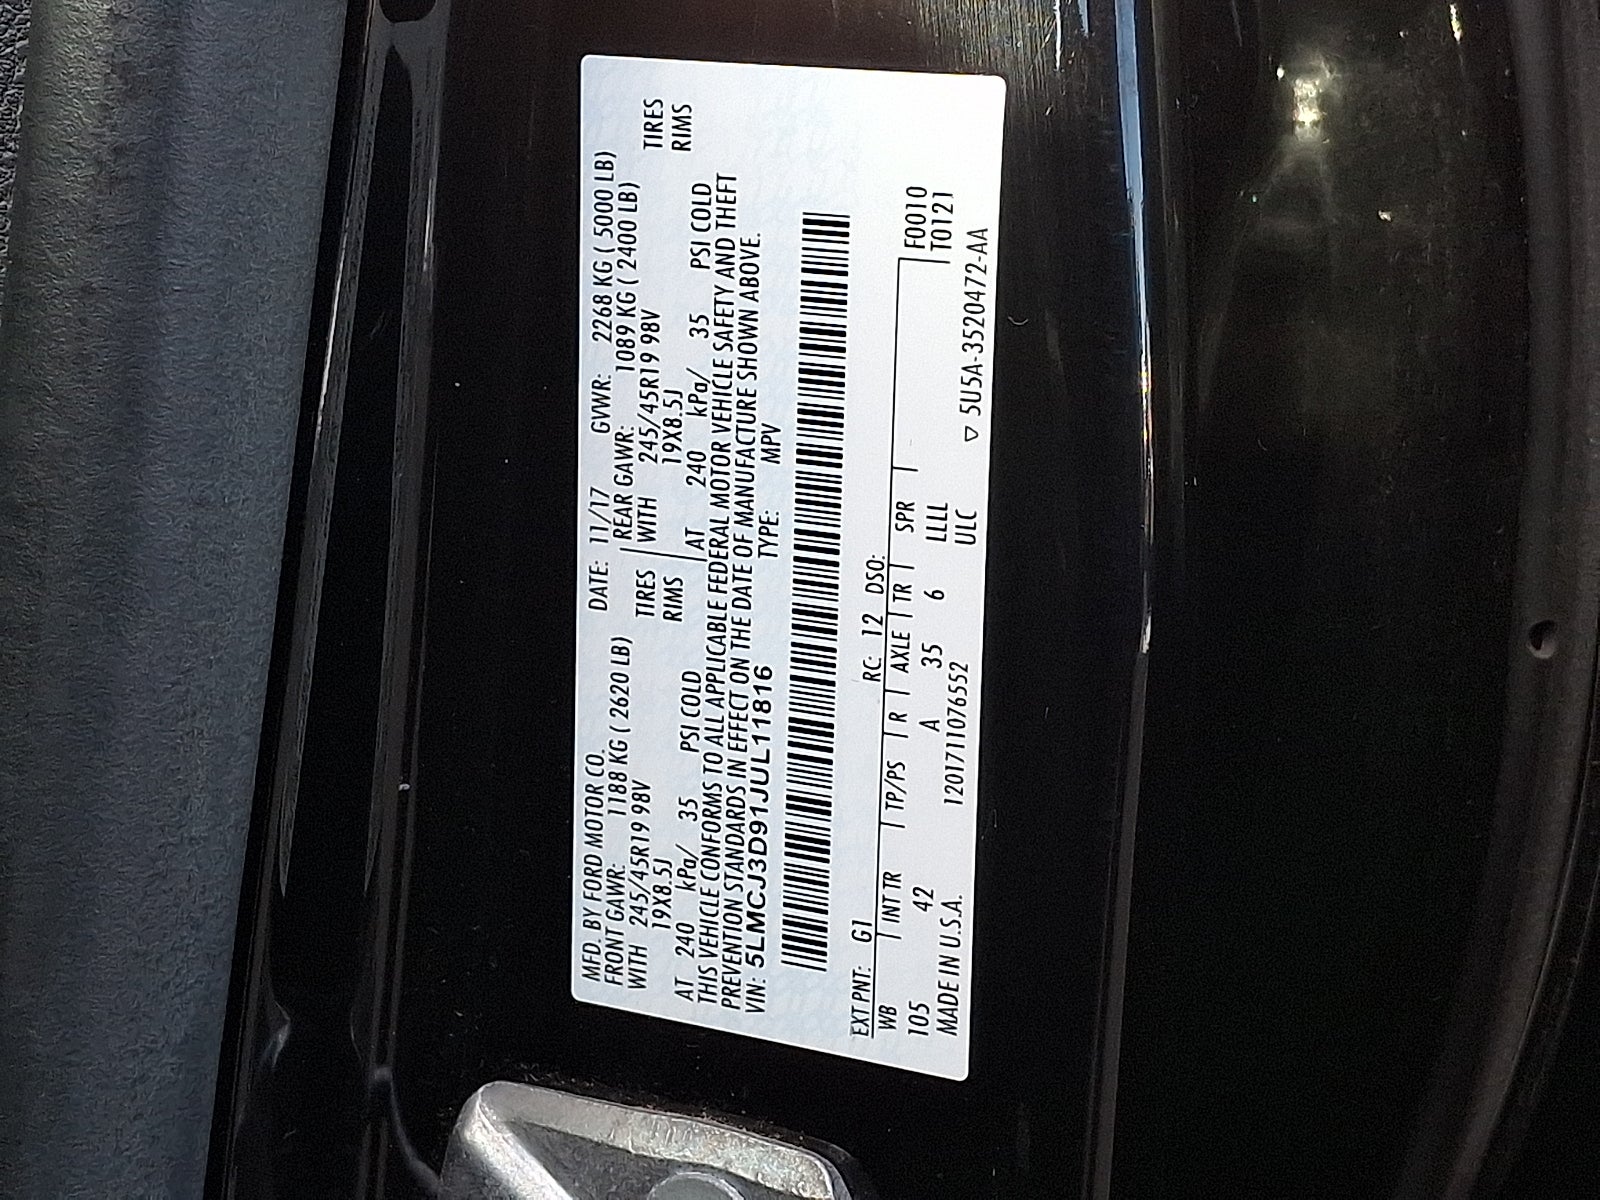 MFD. BY FORD MOTOR CO. DATE: 11/17 GVWR: 2268 KG ( 5000 LB)
FRONT GAWR: 1188 KG ( 2620 LB) REAR GAWR: 1089 KG ( 2400 LB)
WITH 245/45R19 98V TIRES WITH 245/45R19 98V TIRES
19X8.5J RIMS 19X8.5J RIMS
AT 240 kPa/ 35 PSI COLD AT 240 kPa/ 35 PSI COLD
THIS VEHICLE CONFORMS TO ALL APPLICABLE FEDERAL MOTOR VEHICLE SAFETY AND THEFT
PREVENTION STANDARDS IN EFFECT ON THE DATE OF MANUFACTURE SHOWN ABOVE.
VIN: 5LMCJ3D91JUL11816 TYPE: MPV
EXT PNT: G1 RC: 12 DSO: F0010
WB INT TR TP/PS R AXLE TR SPR T0121
105 42 A 35 6 LLLL
MADE IN U.S.A. 1201711076552 ULC ▽ 5U5A-3520472-AA